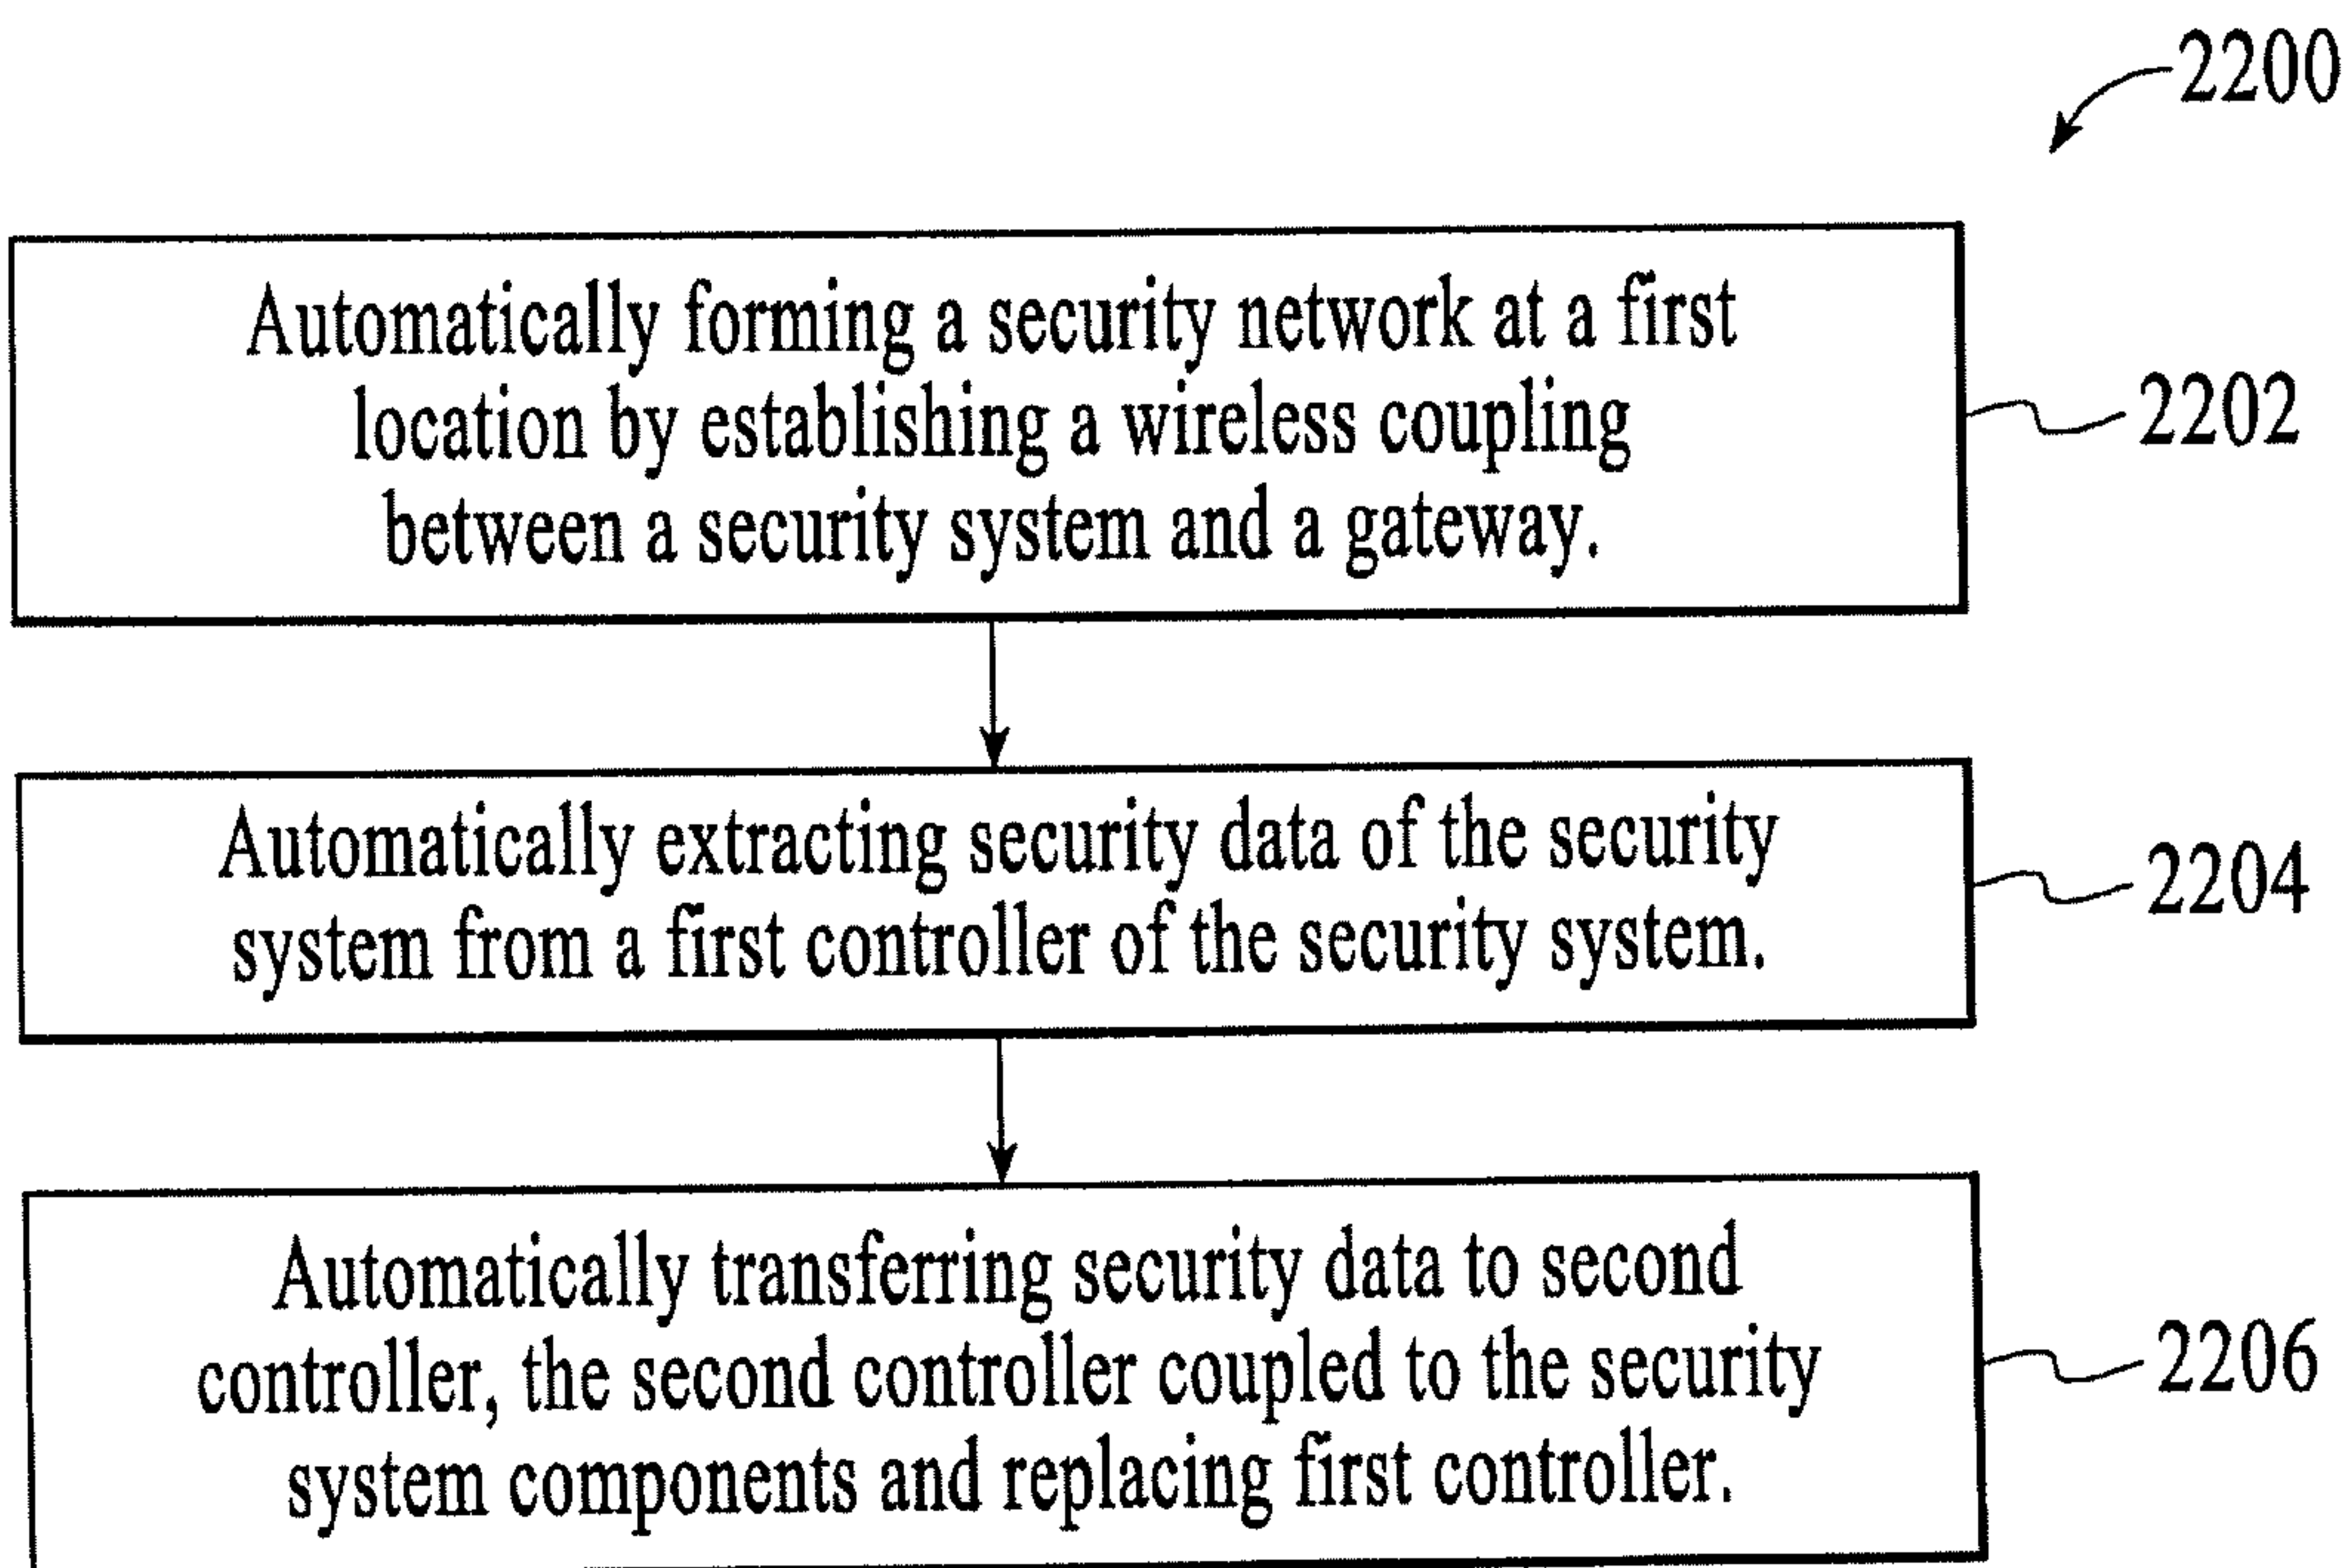 2200
Automatically forming a security network at a first
location by establishing a wireless coupling
between a security system and a gateway.
2202
Automatically extracting security data of the security
system from a first controller of the security system.
2204
Automatically transferring security data to second
controller, the second controller coupled to the security
system components and replacing first controller.
2206